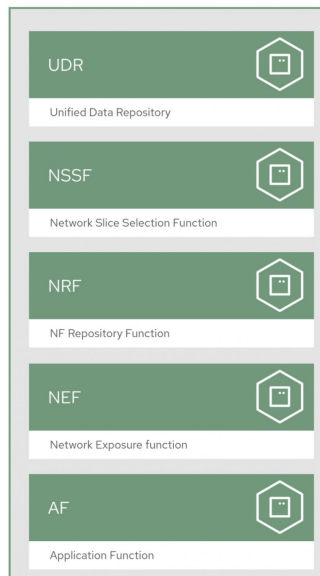 UDR
Unified Data Repository
NSSF
Network Slice Selection Function
NRF
NF Repository Function
NEF
Network Exposure function
AF
Application Function